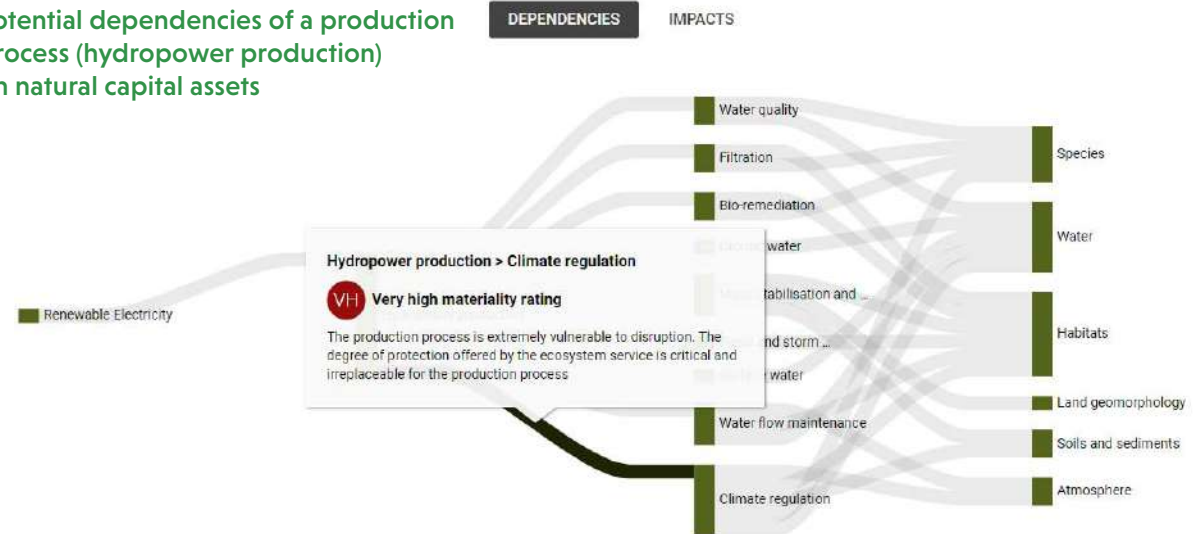 otential dependencies of a production
rocess (hydropower production)
n natural capital assets
DEPENDENCIES IMPACTS
Water quality
Filtration
Bio-remediation
water
tabilisation and ...
and storm ...
water
Water flow maintenance
Climate regulation
Renewable Electricity
Hydropower production > Climate regulation
VH Very high materiality rating
The production process is extremely vulnerable to disruption. The
degree of protection offered by the ecosystem service is critical and
irreplaceable for the production process
Species
Water
Habitats
Land geomorphology
Soils and sediments
Atmosphere